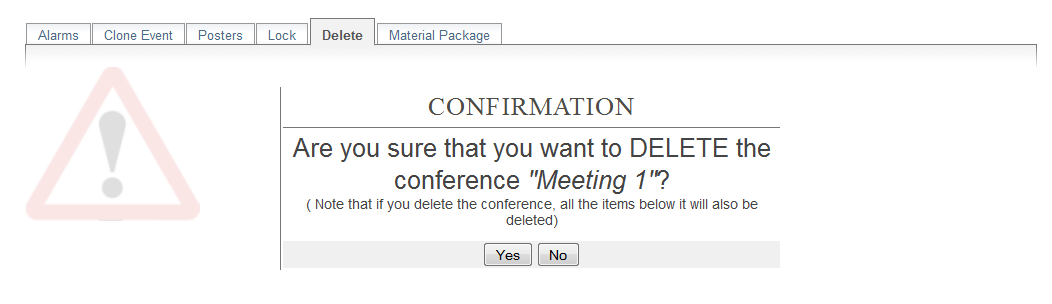 Alarms Clone Event Posters Lock Delete Material Package
CONFIRMATION
Are you sure that you want to DELETE the
conference "Meeting 1"?
( Note that if you delete the conference, all the items below it will also be
deleted)
Yes No